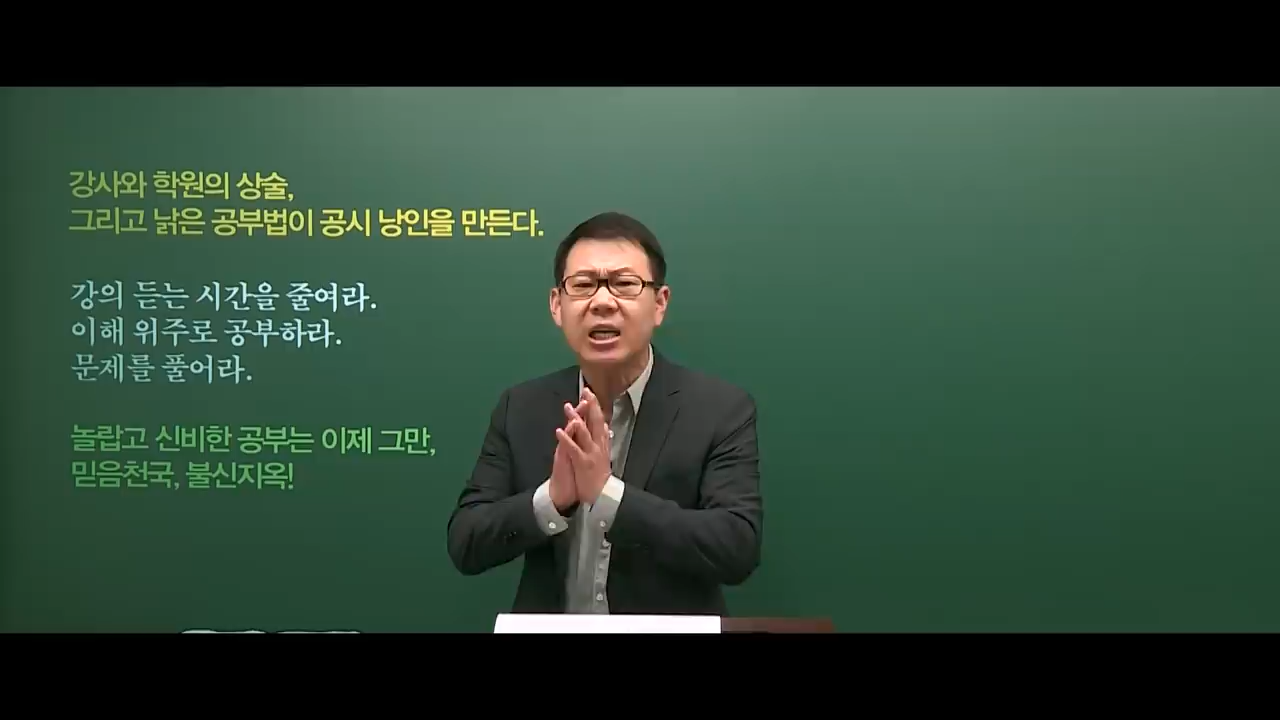 강사와 학원의 상술,
그리고 낡은 공부법이 공시 낭인을 만든다.
강의 듣는 시간을 줄여라.
이해 위주로 공부하라.
문제를 풀어라.
놀랍고 신비한 공부는 이제 그만,
믿음천국, 불신지옥!